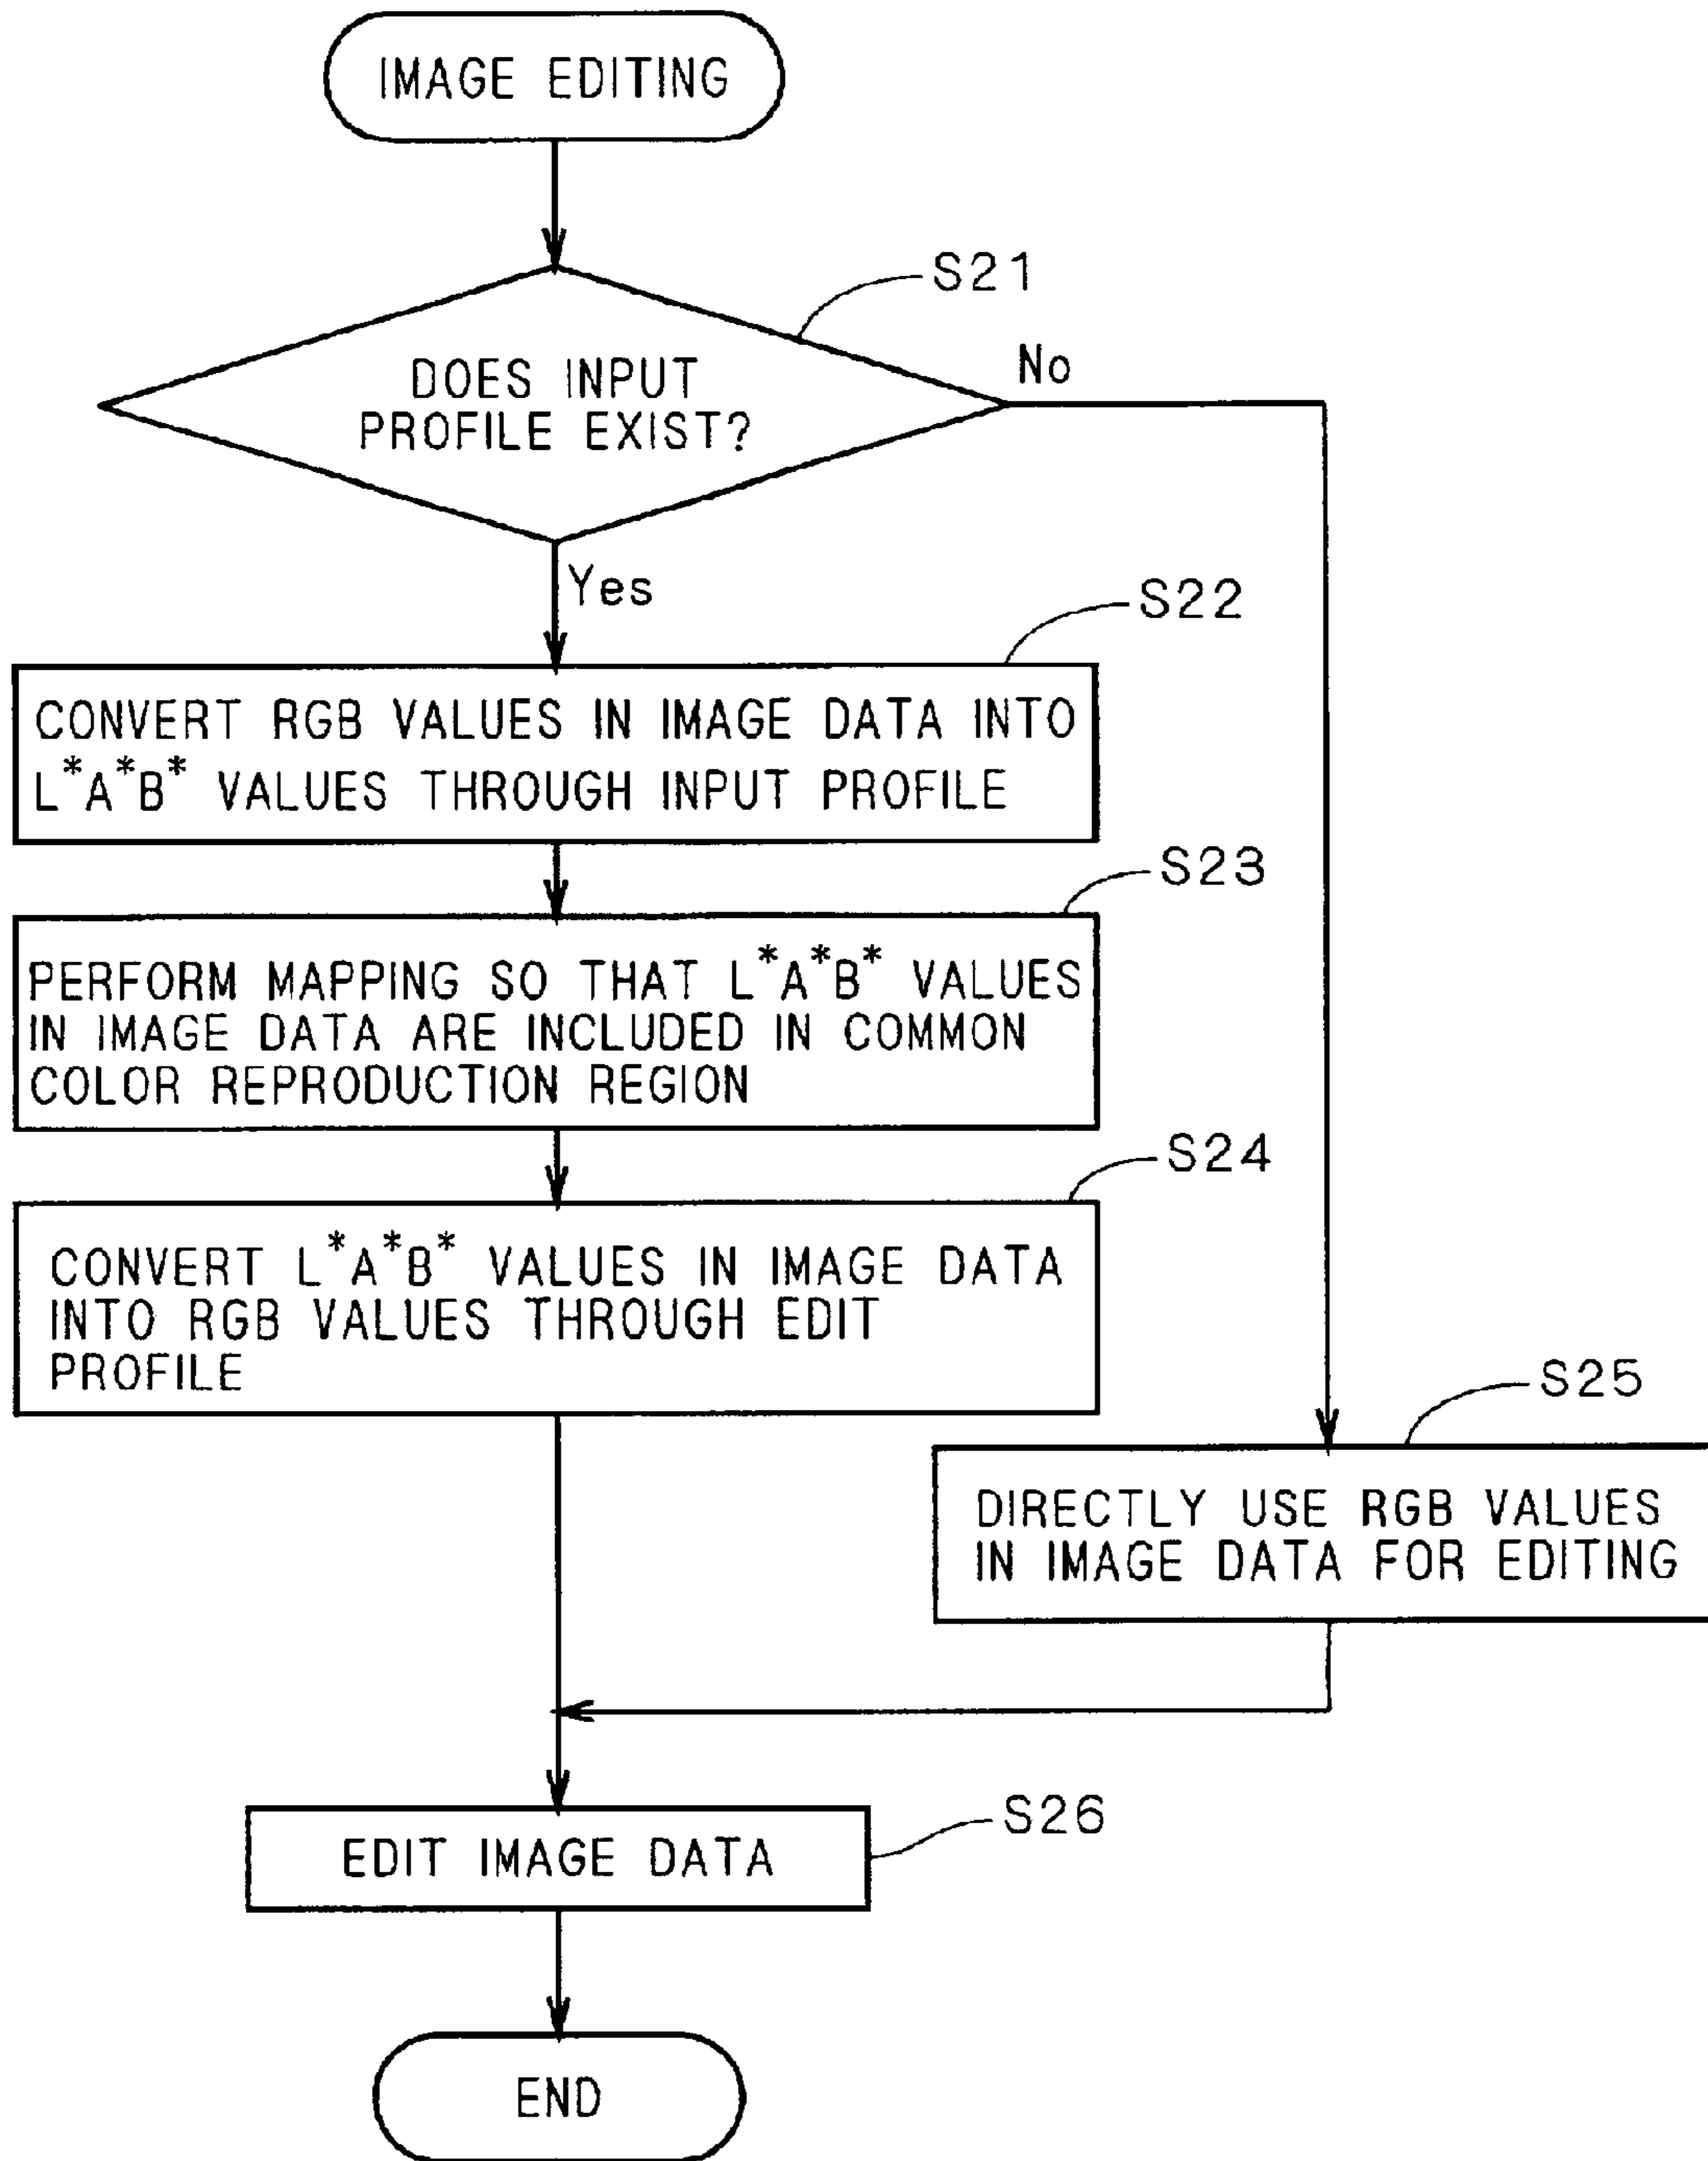 IMAGE EDITING
S21
DOES INPUT
PROFILE EXIST?
No
Yes
S22
CONVERT RGB VALUES IN IMAGE DATA INTO
L*A*B* VALUES THROUGH INPUT PROFILE
S23
PERFORM MAPPING SO THAT L*A*B* VALUES
IN IMAGE DATA ARE INCLUDED IN COMMON
COLOR REPRODUCTION REGION
S24
CONVERT L*A*B* VALUES IN IMAGE DATA
INTO RGB VALUES THROUGH EDIT
PROFILE
S25
DIRECTLY USE RGB VALUES
IN IMAGE DATA FOR EDITING
S26
EDIT IMAGE DATA
END